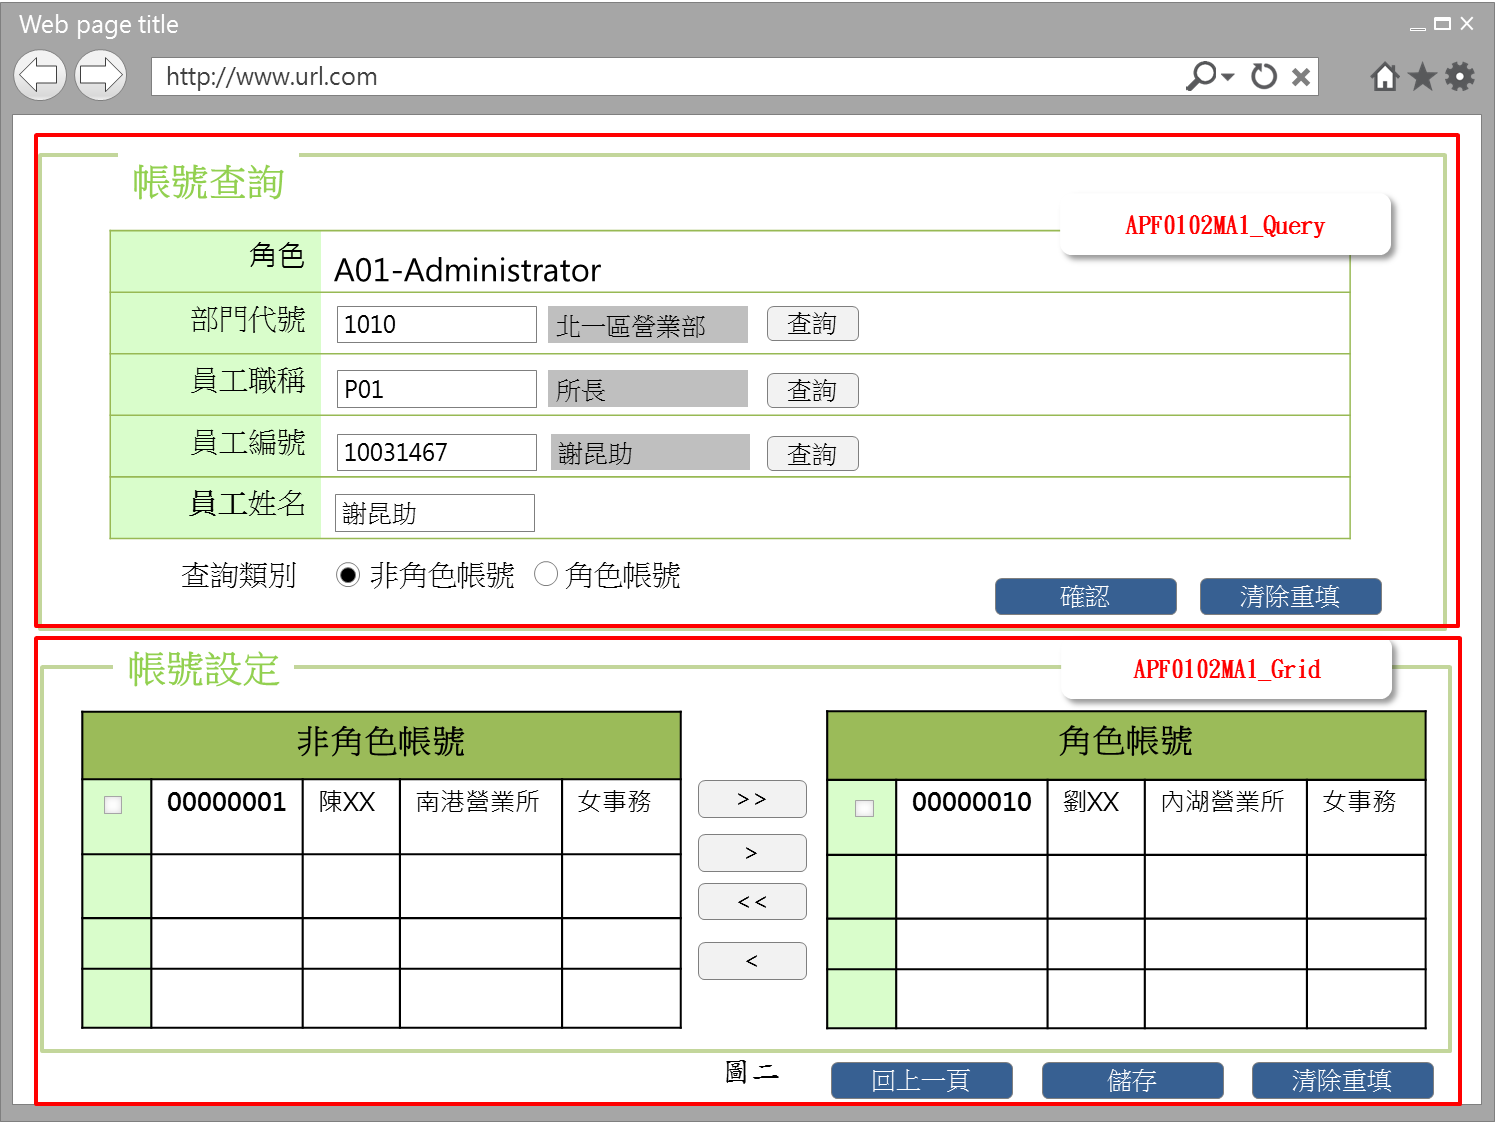 Web page title
http://www.url.com
帳號查詢
APF0102MA1_Query
角色 A01-Administrator
部門代號 1010 北一區營業部 查詢
員工職稱 P01 所長 查詢
員工編號 10031467 謝昆助 查詢
員工姓名 謝昆助
查詢類別 非角色帳號 角色帳號
確認 清除重填
帳號設定
APF0102MA1_Grid
非角色帳號 角色帳號
00000001 陳XX 南港營業所 女事務 >> 00000010 劉XX 內湖營業所 女事務
>
<<
<
圖二 回上一頁 儲存 清除重填